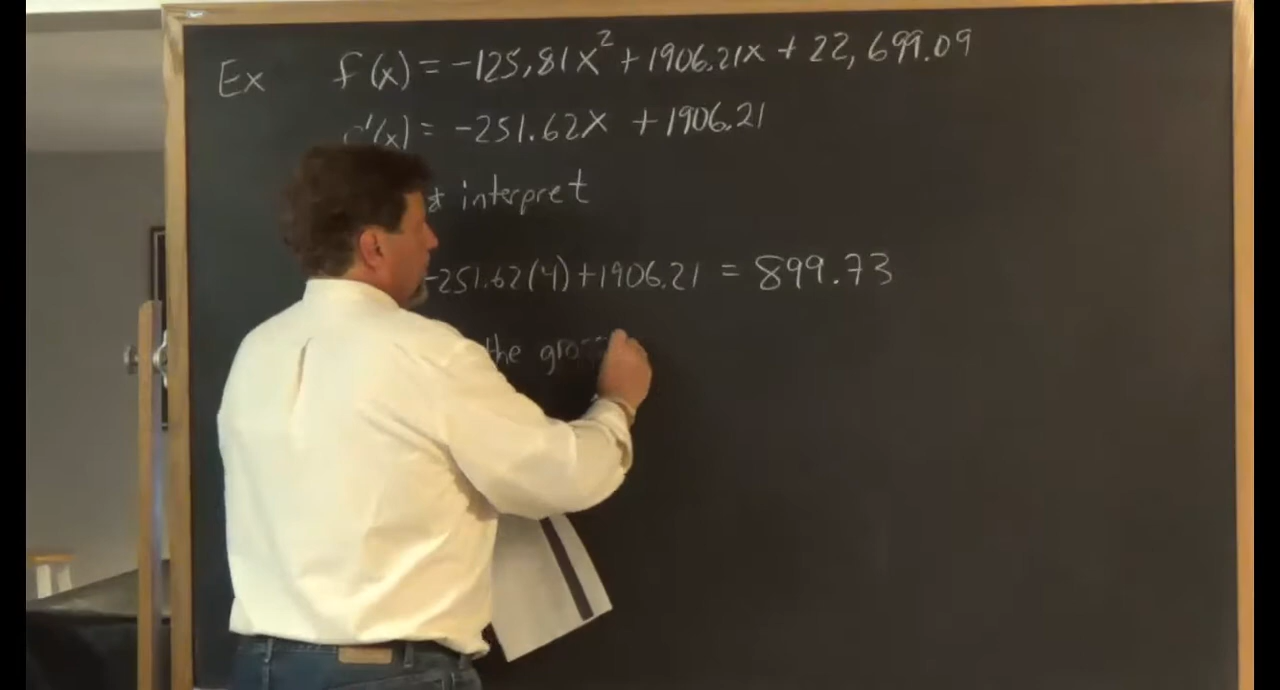 Ex f(x) = -125.81x² + 1906.21x + 22,699.09
'(x) = -251.62x + 1906.21
& interpret
-251.62(4) + 1906.21 = 899.73
the gros